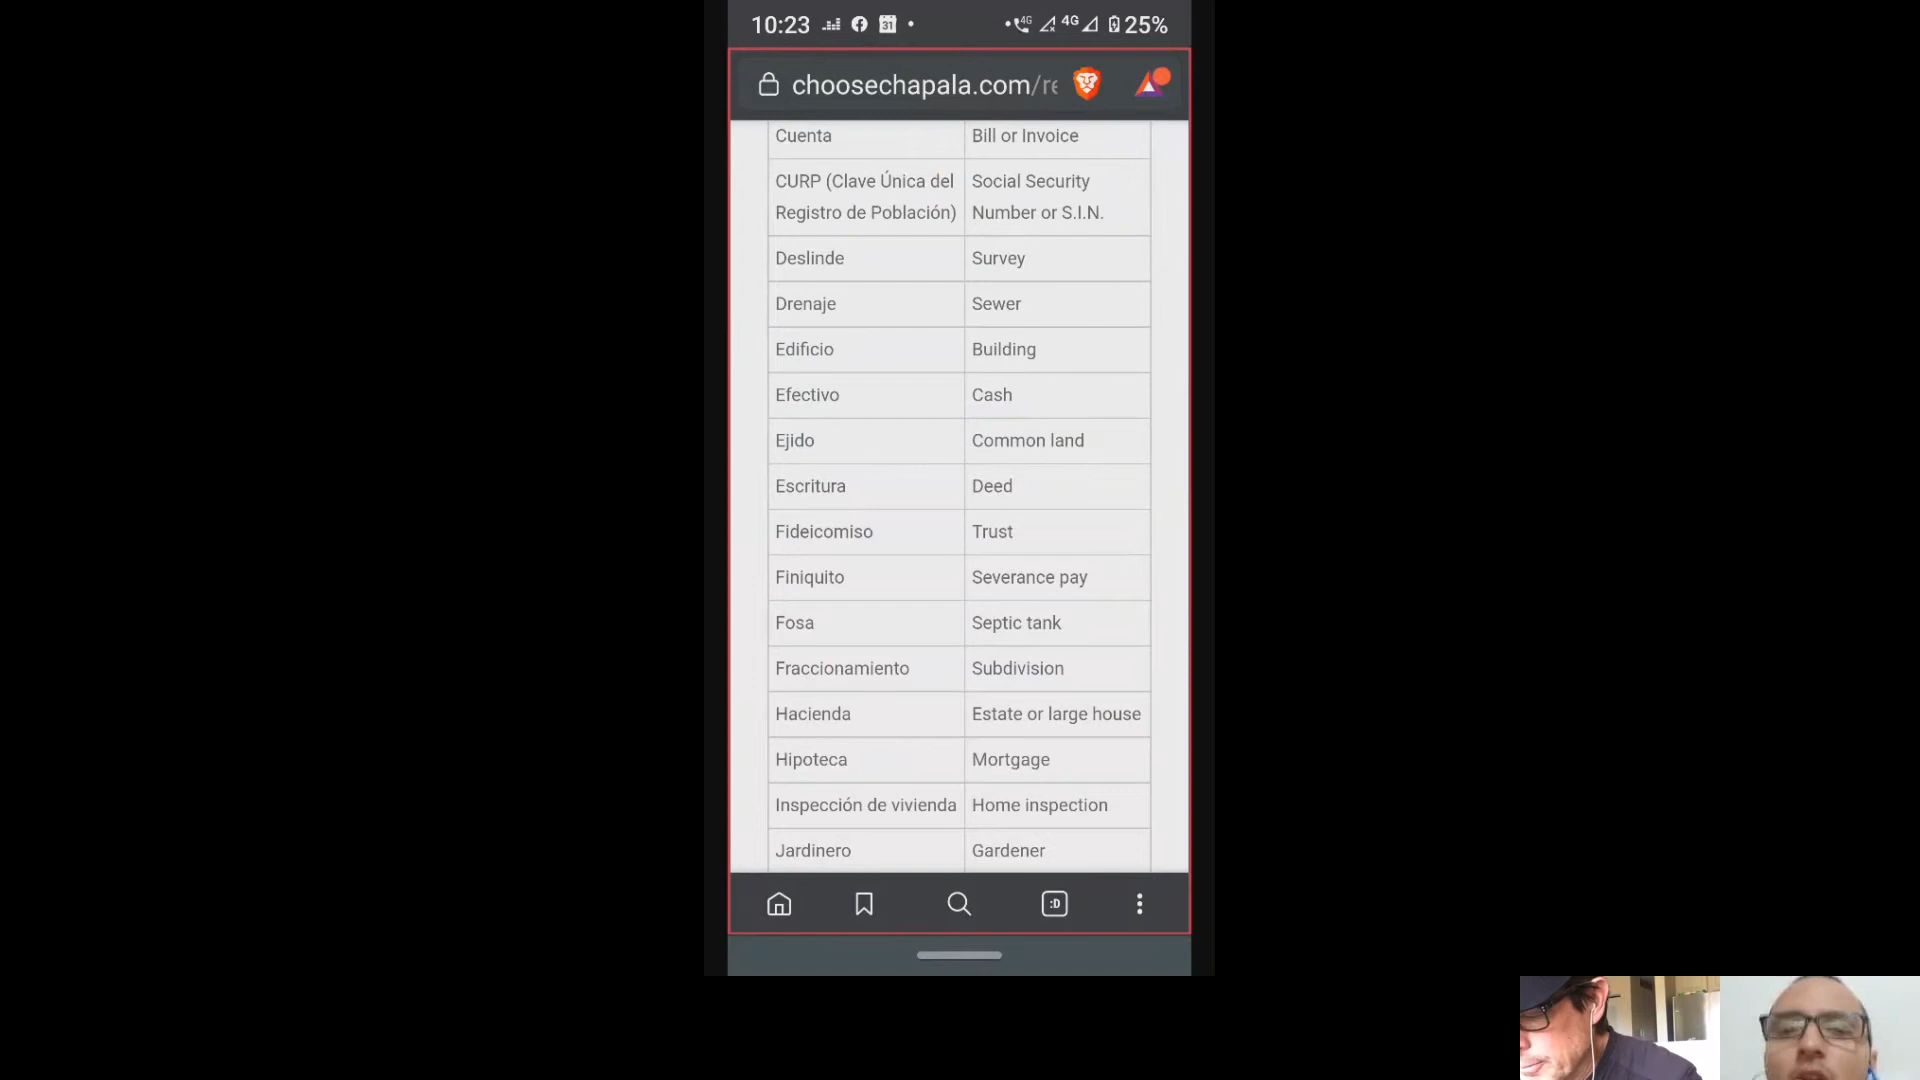 10:23 31 4G 4G 25%
choosechapala.com/re
Cuenta Bill or Invoice
CURP (Clave Única del Social Security
Registro de Población) Number or S.I.N.
Deslinde Survey
Drenaje Sewer
Edificio Building
Efectivo Cash
Ejido Common land
Escritura Deed
Fideicomiso Trust
Finiquito Severance pay
Fosa Septic tank
Fraccionamiento Subdivision
Hacienda Estate or large house
Hipoteca Mortgage
Inspección de vivienda Home inspection
Jardinero Gardener
:D